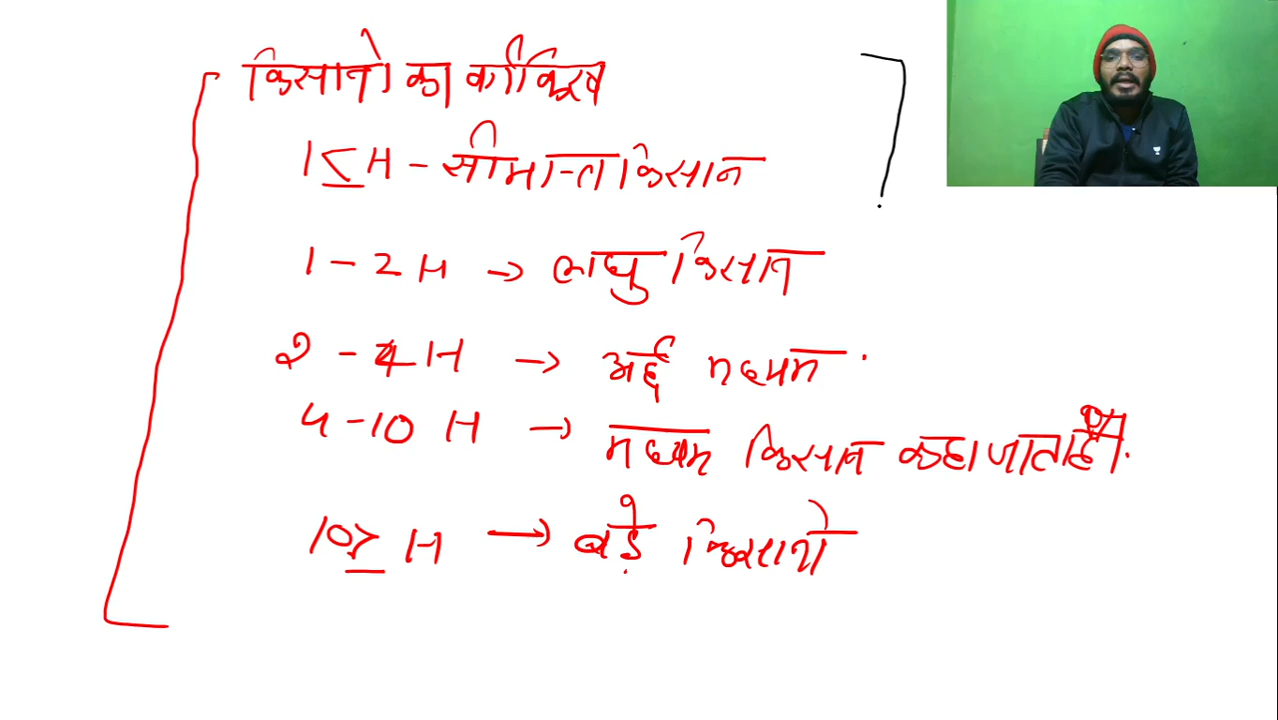 किसानो का वर्गीकरण
1 ≤ H - सीमान्त किसान
1 - 2 H → लघु किसान
2 - 4 H → अर्द्ध मध्यम
4 - 10 H → मध्यम किसान कहा जाता है।
10 ≥ H → बड़े किसानो